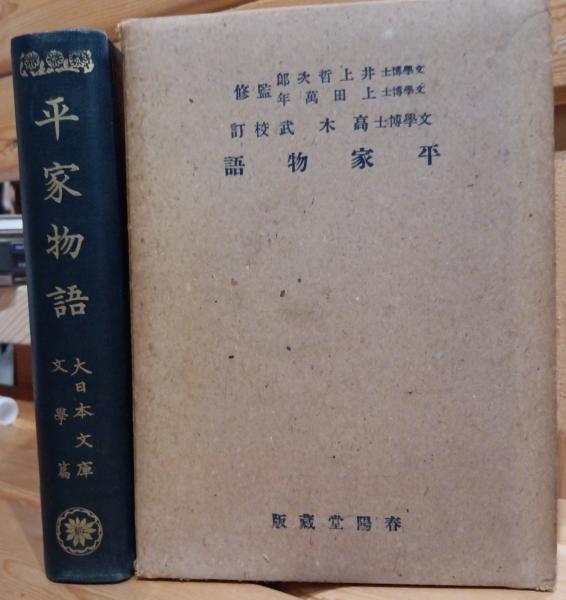 平家物語
大日本文庫
文學篇
文學博士井上哲次郎
文學博士上田萬年
監修
文學博士高木武校訂
平家物語
春陽堂藏版